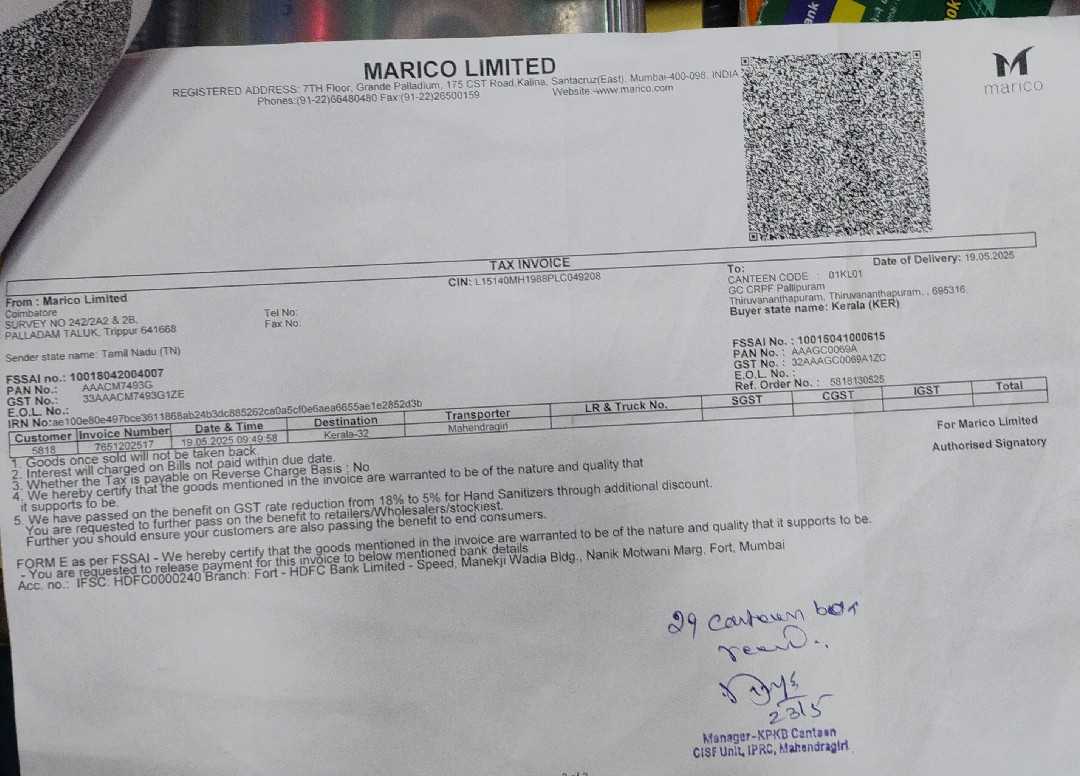 MARICO LIMITED
REGISTERED ADDRESS: 7TH Floor, Grande Palladium, 175 CST Road,Kalina, Santacruz(East). Mumbai-400-098. INDIA
Phones:(91-22)66480480 Fax:(91-22)26500159 Website -www.marico.com
marico
TAX INVOICE
CIN: L15140MH1988PLC049208
Date of Delivery: 19.05.2025
From : Marico Limited
Coimbatore
SURVEY NO 242/2A2 & 2B,
PALLADAM TALUK, Trippur 641668
Tel No:
Fax No:
Sender state name: Tamil Nadu (TN)
FSSAI no.: 10018042004007
PAN No.: AAACM7493G
GST No.: 33AAACM7493G1ZE
E.O.L. No.:
IRN No:ae100e80e497bce3611868ab24b3dc885262ca0a5cf0e6aea6655ae1e2852d3b
To:
CANTEEN CODE : 01KL01
GC CRPF Pallipuram
Thiruvananthapuram, Thiruvananthapuram, , 695316,
Buyer state name: Kerala (KER)
FSSAI No. : 10015041000615
PAN No. : AAAGC0069A
GST No. : 32AAAGC0069A1ZC
E.O.L. No. :
Ref. Order No. : 5818130525
Customer Invoice Number Date & Time Destination Transporter LR & Truck No. SGST CGST IGST Total
5818 7651202517 19.05.2025 09:49:58 Kerala-32 Mahendragiri
For Marico Limited
Authorised Signatory
1. Goods once sold will not be taken back.
2. Interest will charged on Bills not paid within due date.
3. Whether the Tax is payable on Reverse Charge Basis : No
4. We hereby certify that the goods mentioned in the invoice are warranted to be of the nature and quality that
it supports to be.
5. We have passed on the benefit on GST rate reduction from 18% to 5% for Hand Sanitizers through additional discount.
You are requested to further pass on the benefit to retailers/Wholesalers/stockiest.
Further you should ensure your customers are also passing the benefit to end consumers.
FORM E as per FSSAI - We hereby certify that the goods mentioned in the invoice are warranted to be of the nature and quality that it supports to be.
- You are requested to release payment for this invoice to below mentioned bank details
Acc. no.: IFSC: HDFC0000240 Branch: Fort - HDFC Bank Limited - Speed, Manekji Wadia Bldg., Nanik Motwani Marg. Fort, Mumbai
29
23/5
Manager-KPKB Canteen
CISF Unit, IPRC, Mahendragiri